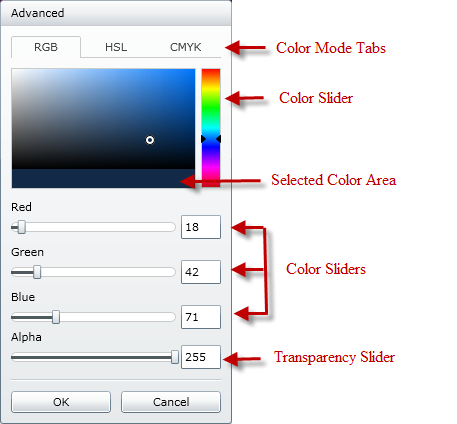 Advanced
RGB HSL CMYK
Color Mode Tabs
Color Slider
Selected Color Area
Red
18
Green
42
Color Sliders
Blue
71
Alpha
255
Transparency Slider
OK Cancel